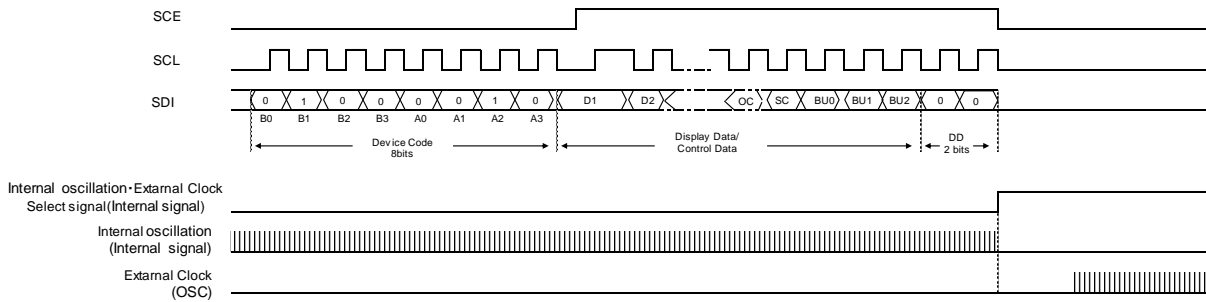 SCE
SCL
SDI
0 1 0 0 0 0 1 0 D1 D2 OC SC BU0 BU1 BU2 0 0
B0 B1 B2 B3 A0 A1 A2 A3
Device Code
8bits
Display Data/
Control Data
DD
2 bits
Internal oscillation・External Clock
Select signal(Internal signal)
Internal oscillation
(Internal signal)
External Clock
(OSC)